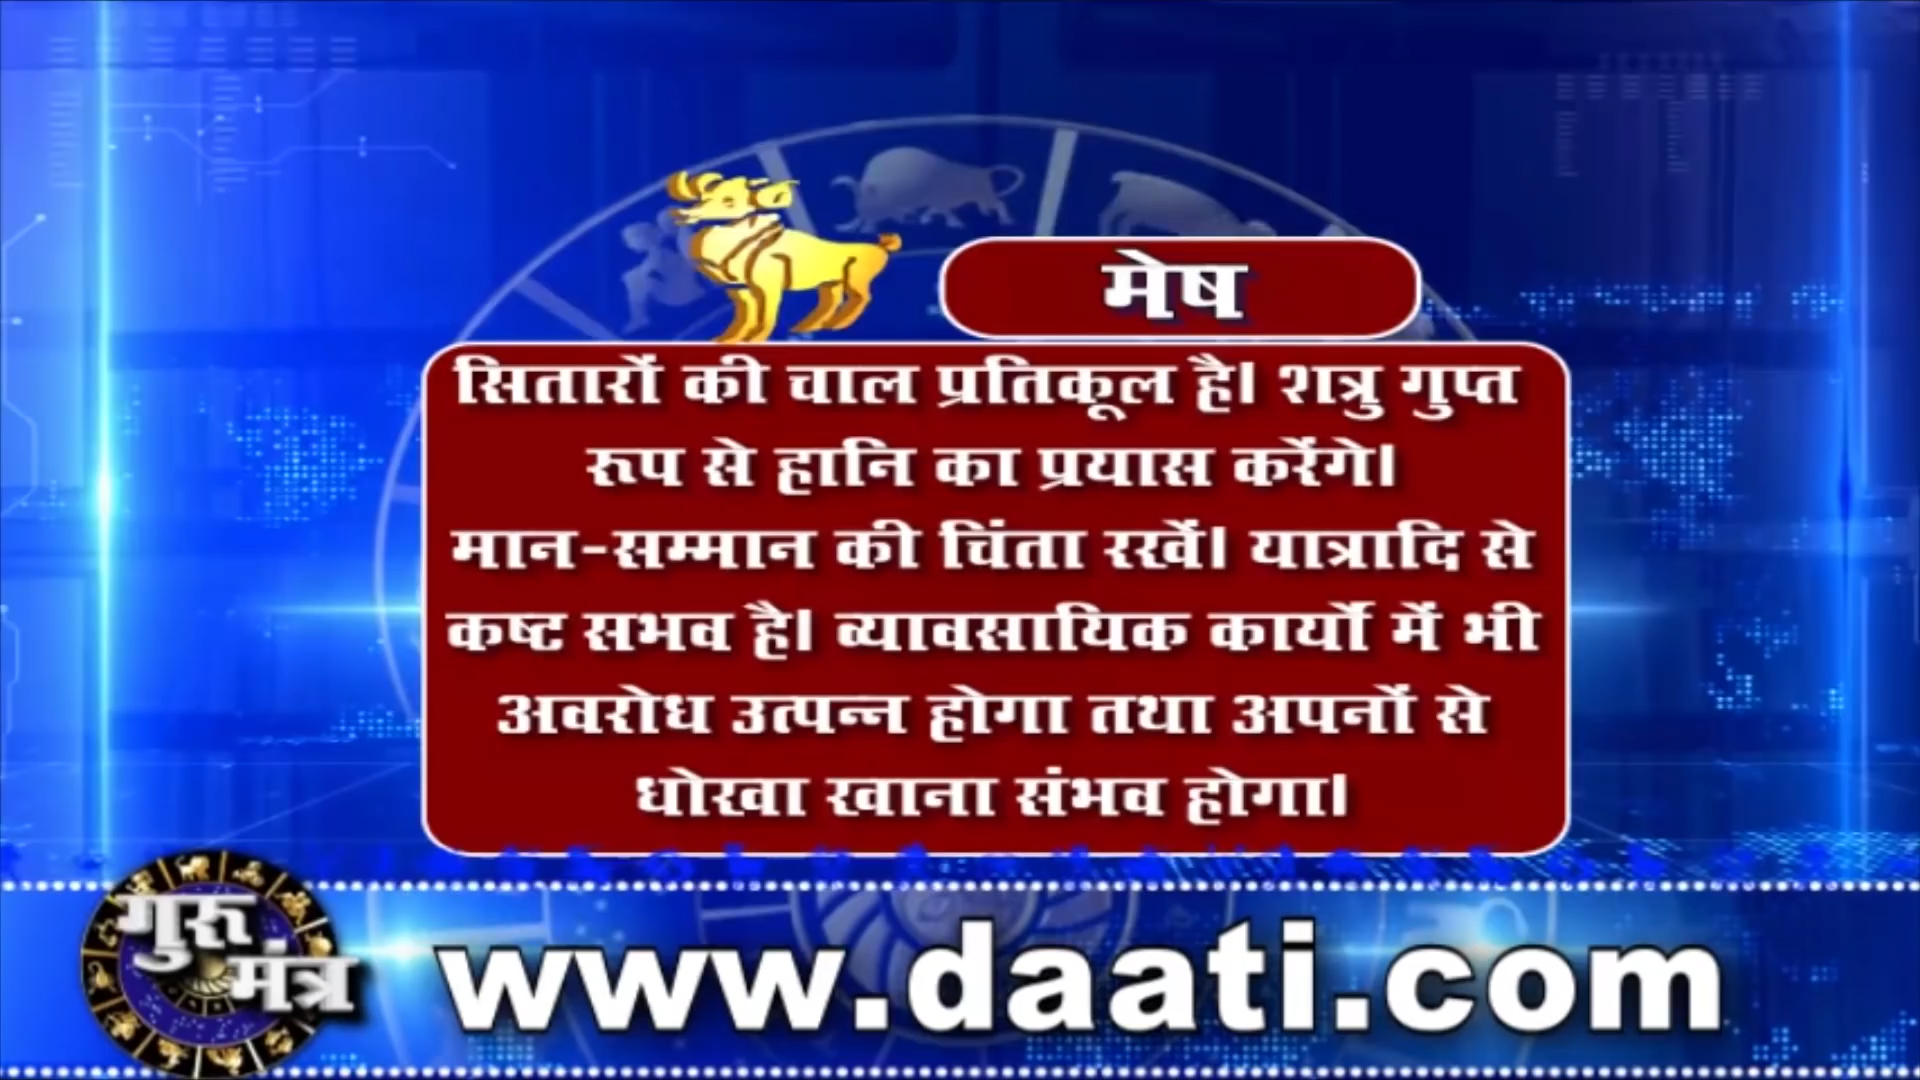 मेष
सितारों की चाल प्रतिकूल है। शत्रु गुप्त
रूप से हानि का प्रयास करेंगे।
मान-सम्मान की चिंता रखें। यात्रादि से
कष्ट सभव है। व्यावसायिक कार्यों में भी
अवरोध उत्पन्न होगा तथा अपनों से
धोखा खाना संभव होगा।
गुरु
मंत्र
www.daati.com